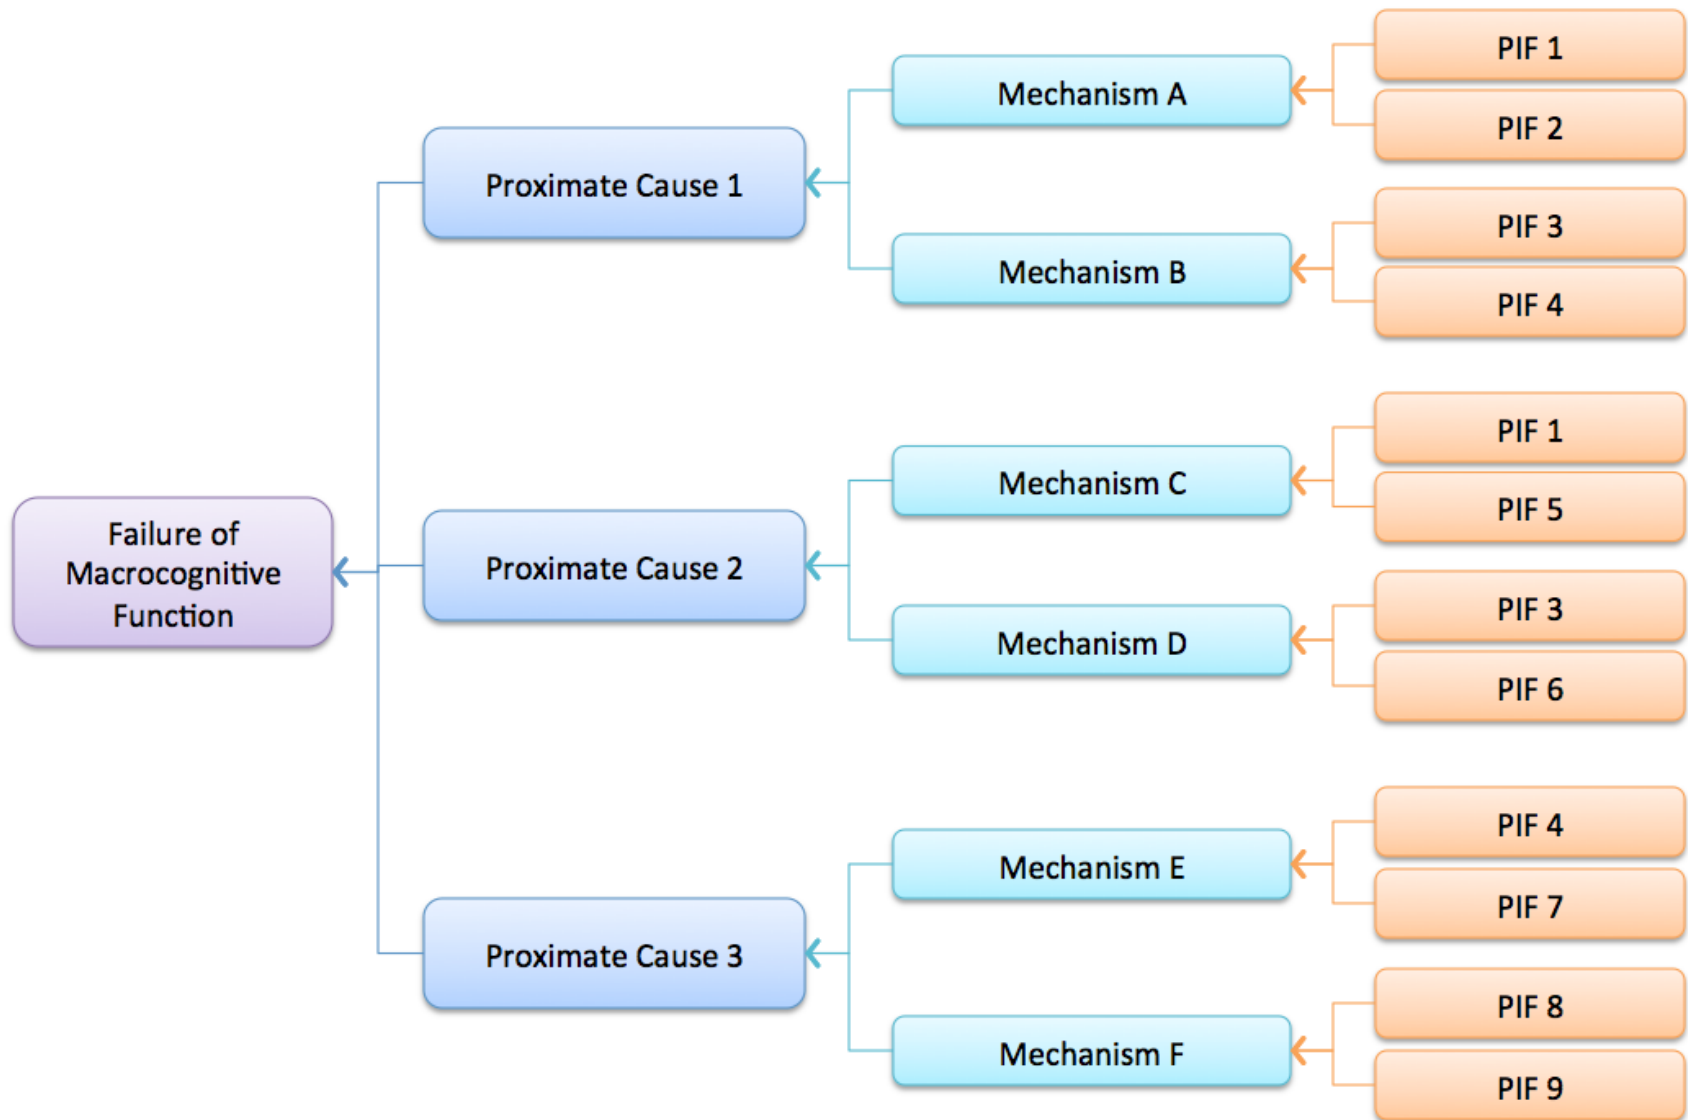 Failure of
Macrocognitive
Function
Proximate Cause 1
Mechanism A
PIF 1
PIF 2
Mechanism B
PIF 3
PIF 4
Proximate Cause 2
Mechanism C
PIF 1
PIF 5
Mechanism D
PIF 3
PIF 6
Proximate Cause 3
Mechanism E
PIF 4
PIF 7
Mechanism F
PIF 8
PIF 9